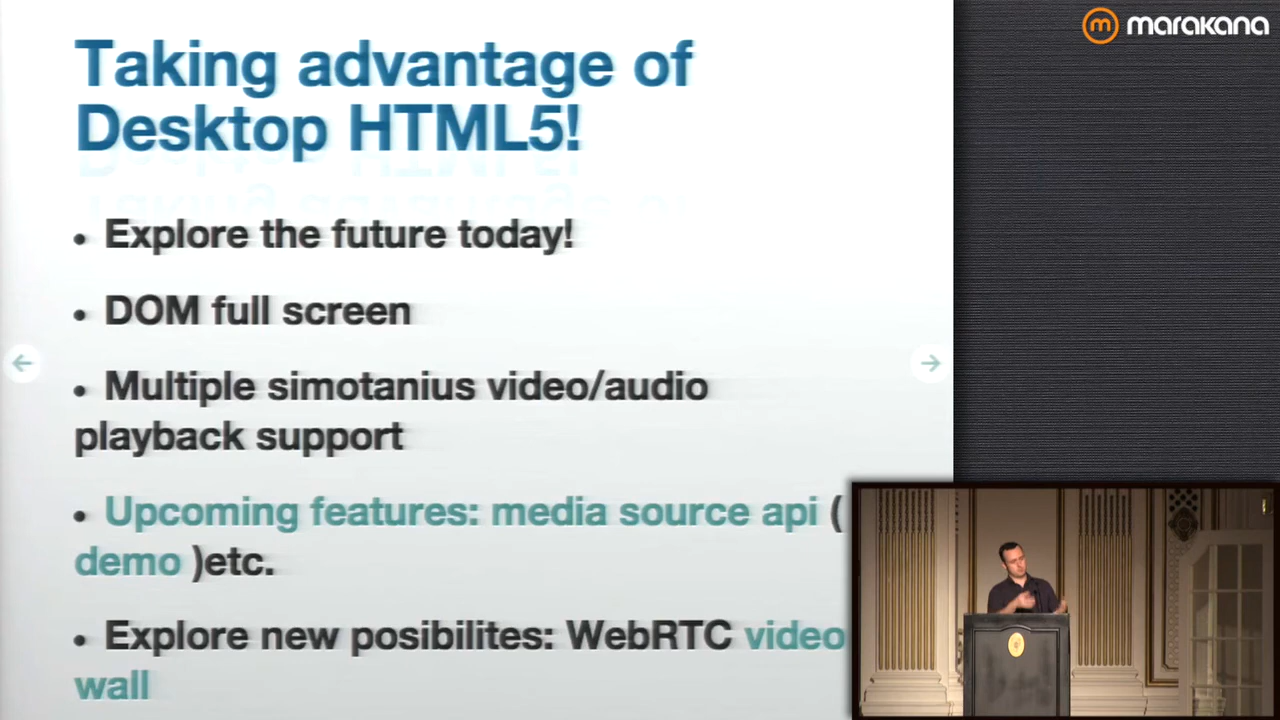 marakana
Taking advantage of
Desktop HTML5!
• Explore the future today!
• DOM full screen
• Multiple simotanius video/audio
playback support
• Upcoming features: media source api (
demo )etc.
• Explore new posibilites: WebRTC video
wall